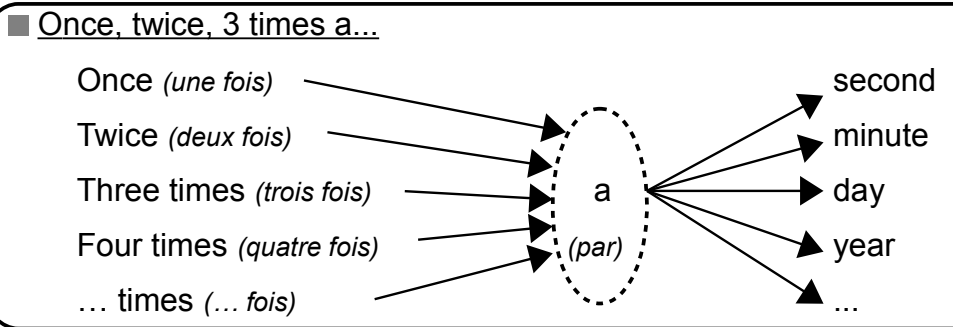 Once, twice, 3 times a...
Once (une fois)
Twice (deux fois)
Three times (trois fois)
Four times (quatre fois)
… times (… fois)
a
(par)
second
minute
day
year
...